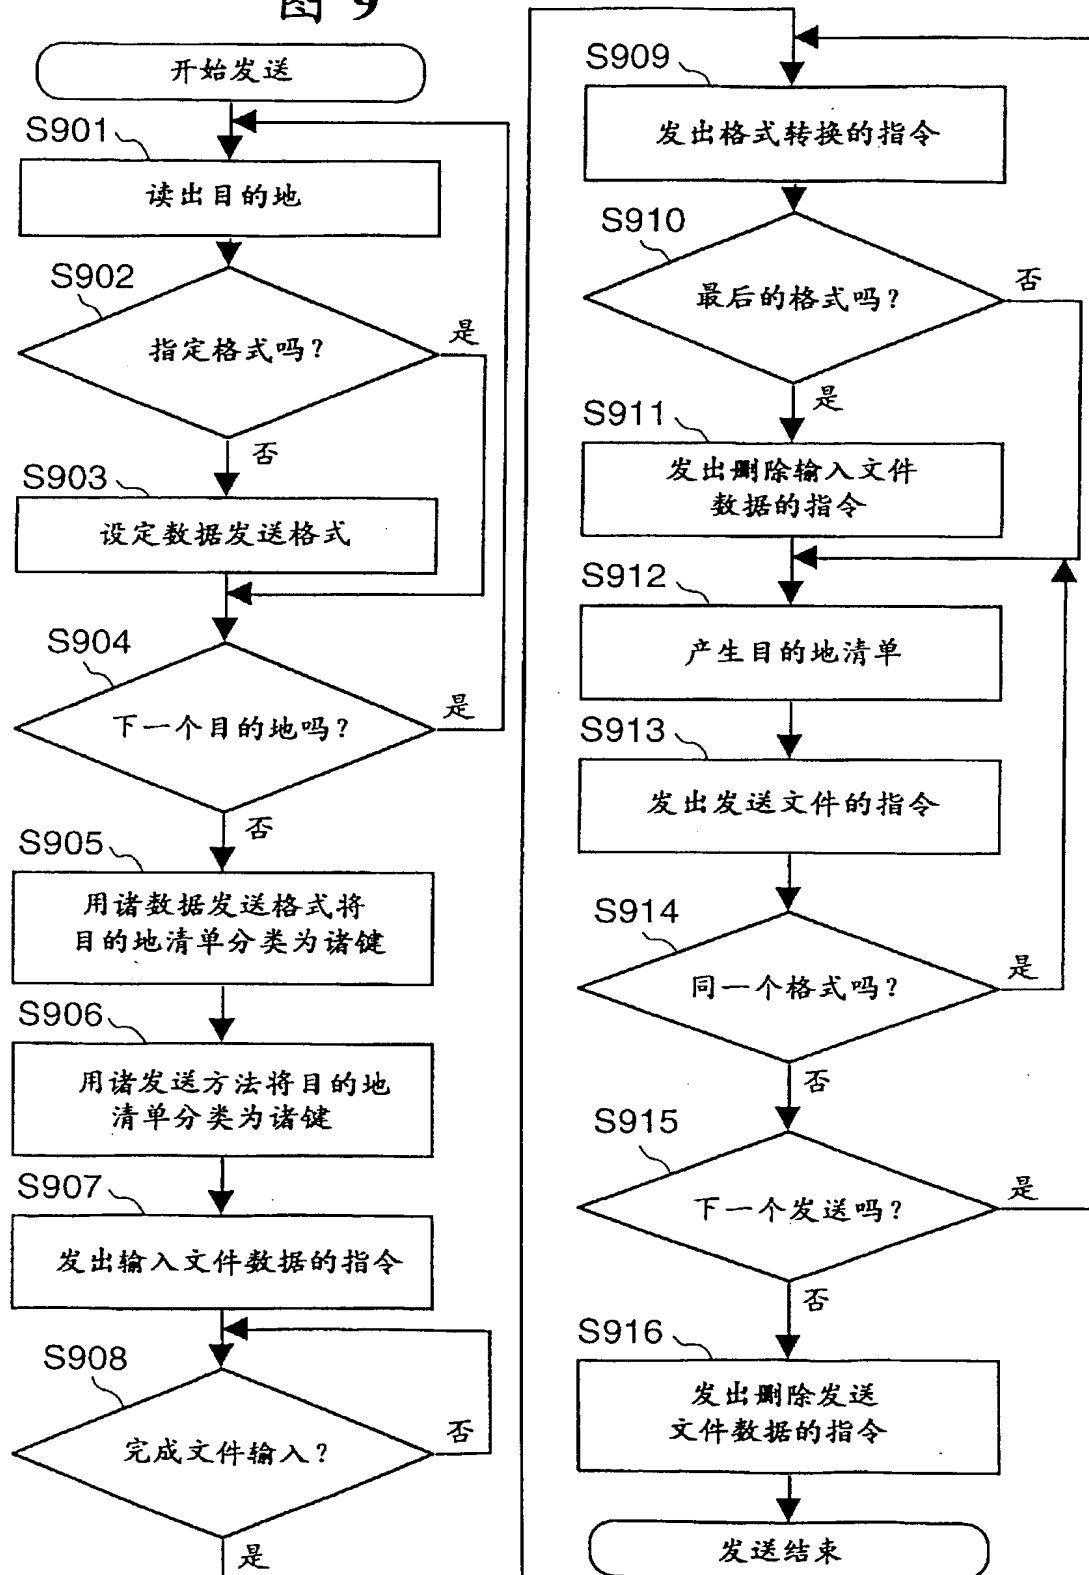 图 9
开始发送
S901
读出目的地
S902
指定格式吗？
是
否
S903
设定数据发送格式
S904
下一个目的地吗？
是
否
S905
用诸数据发送格式将
目的地清单分类为诸键
S906
用诸发送方法将目的地
清单分类为诸键
S907
发出输入文件数据的指令
S908
完成文件输入？
否
是
S909
发出格式转换的指令
S910
最后的格式吗？
否
是
S911
发出删除输入文件
数据的指令
S912
产生目的地清单
S913
发出发送文件的指令
S914
同一个格式吗？
是
否
S915
下一个发送吗？
是
否
S916
发出删除发送
文件数据的指令
发送结束